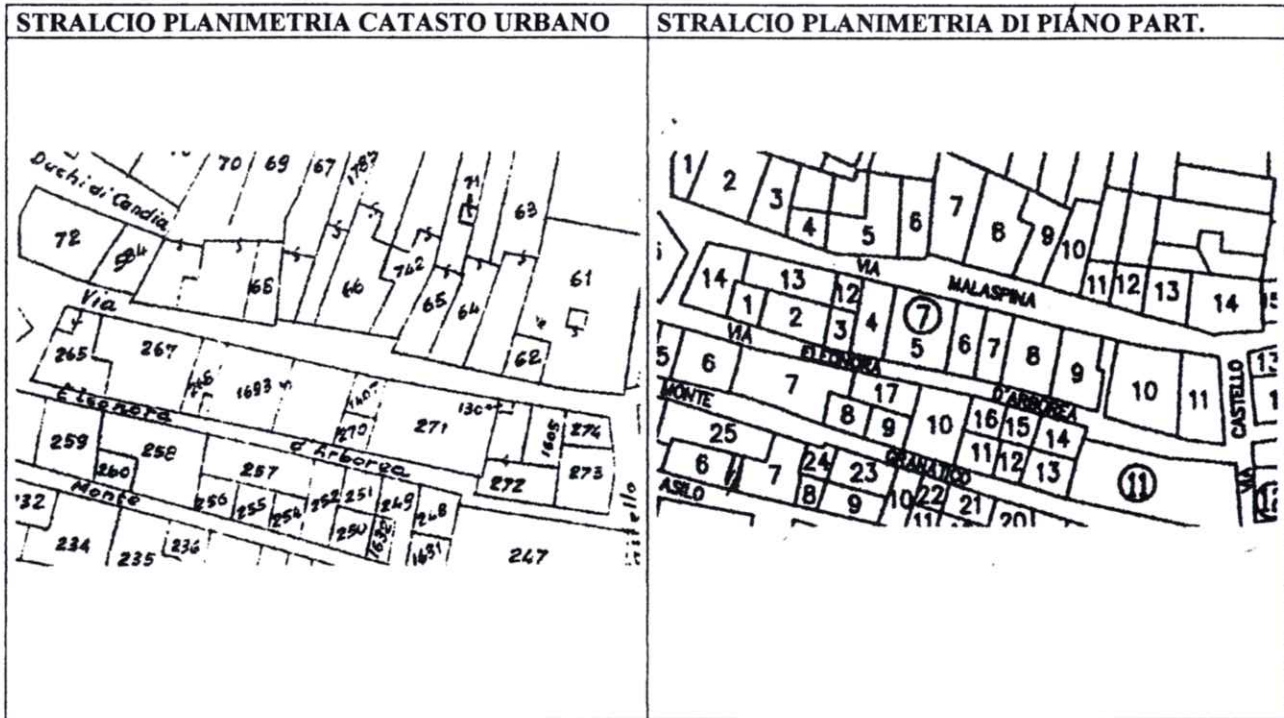 STRALCIO PLANIMETRIA CATASTO URBANO
STRALCIO PLANIMETRIA DI PIANO PART.
Duchi di Candia
70 69 67 1785 71 63
72 66 742 61
65 64
62
Via
265 267 266 1693 270 271 130 1605 274
Eleonora
d'Arborea
272 273
259 258 257
260 256 255 254 252 251 249 248
250 1632 1631
Monte
232 234 235 236 247
1 2 3 4 5 6 7 8 9 10 11 12 13 14 15
VIA MALASPINA
14 13 12
1 2 3 4 7 5 6 7 8 9 10 11
VIA ELEONORA D'ARBOREA
CASTELLO
VIA
5 6 7 17 8 9 10 16 15 14
11 12 13 11
MONTE GRANATICO
25 24 23 22 21 20
6 7 8 9 10 11
ASILO